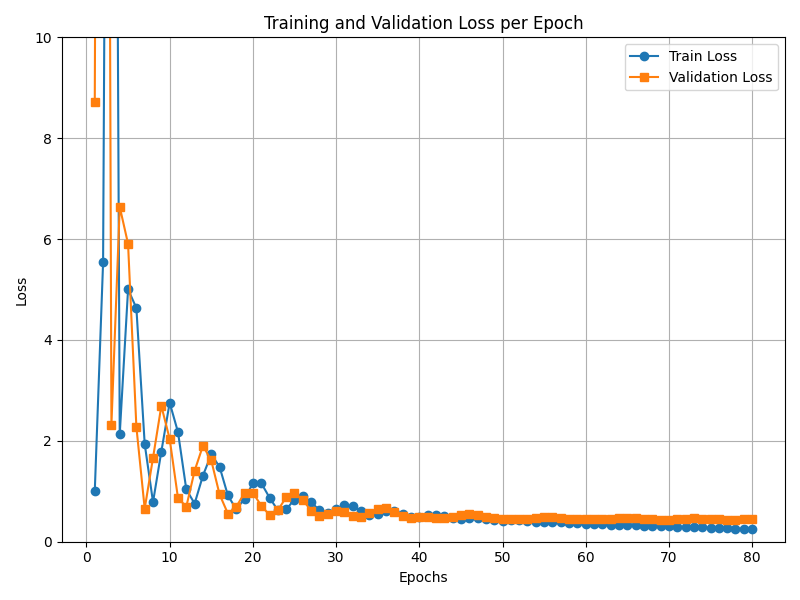 Training and Validation Loss per Epoch
Train Loss
Validation Loss
Loss
10
8
6
4
2
0
0 10 20 30 40 50 60 70 80
Epochs